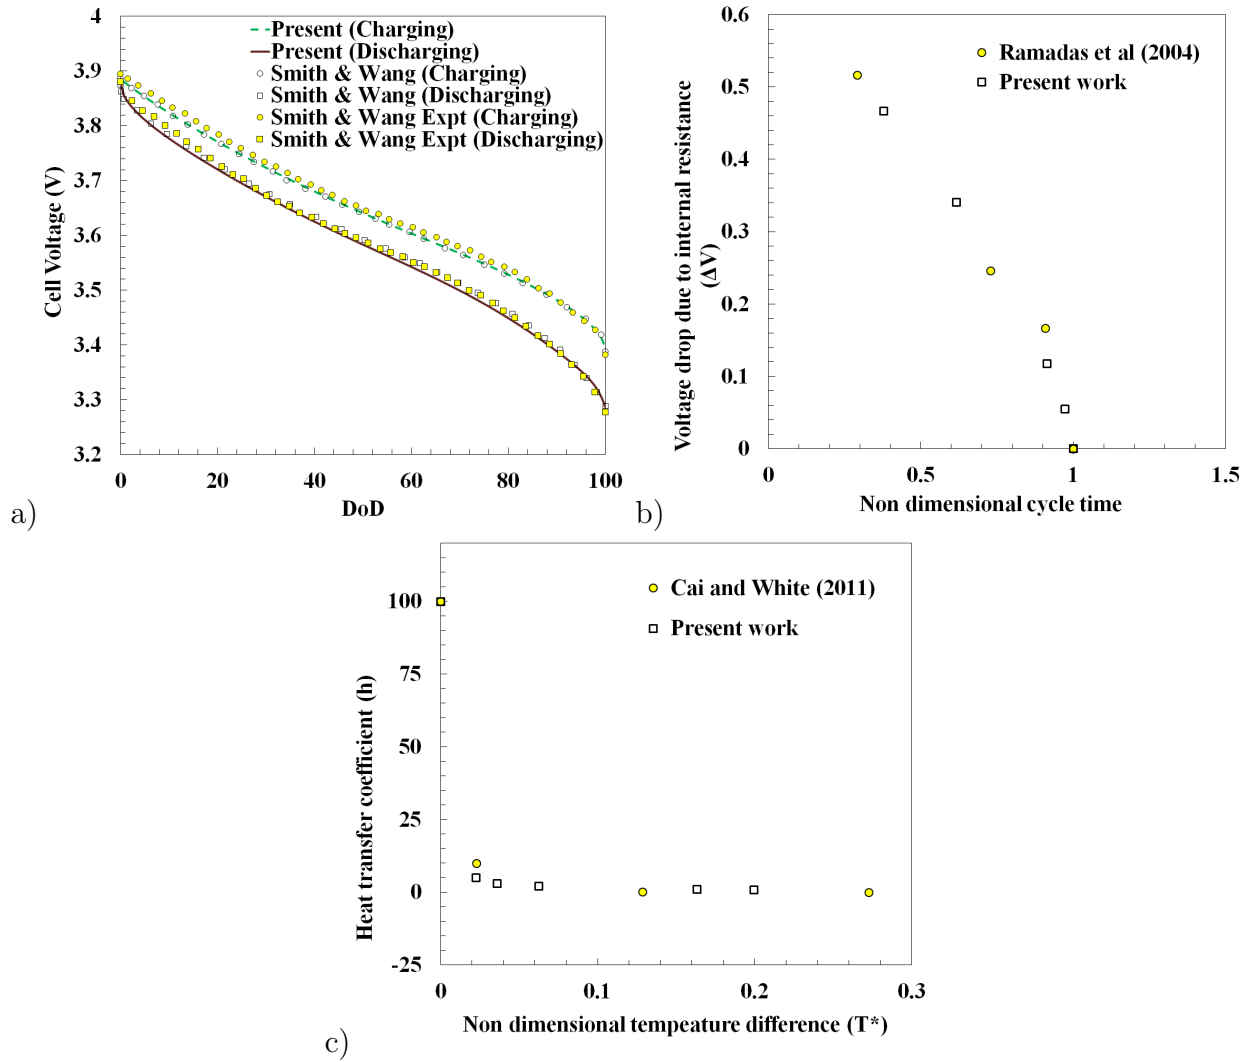 4
3.9
3.8
3.7
3.6
3.5
3.4
3.3
3.2
Cell Voltage (V)
Present (Charging)
Present (Discharging)
Smith & Wang (Charging)
Smith & Wang (Discharging)
Smith & Wang Expt (Charging)
Smith & Wang Expt (Discharging)
0 20 40 60 80 100
DoD
a)
0.6
0.5
0.4
0.3
0.2
0.1
0
Voltage drop due to internal resistance
(ΔV)
Ramadas et al (2004)
Present work
0 0.5 1 1.5
Non dimensional cycle time
b)
100
75
50
25
0
-25
Heat transfer coefficient (h)
Cai and White (2011)
Present work
0 0.1 0.2 0.3
Non dimensional tempeature difference (T*)
c)